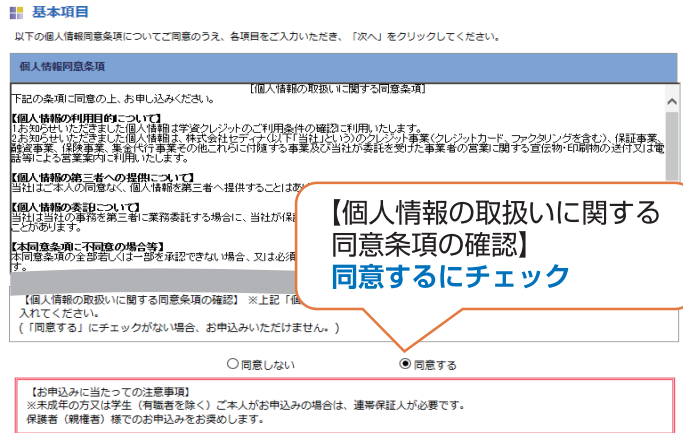 基本項目
以下の個人情報同意条項についてご同意のうえ、各項目をご入力いただき、「次へ」をクリックしてください。
個人情報同意条項
【個人情報の取扱いに関する同意条項】
下記の条項に同意の上、お申し込みください。
【個人情報の利用目的について】
1.お知らせいただきました個人情報は学資クレジットのご利用条件の確認に利用いたします。
2.お知らせいただきました個人情報は、株式会社セディナ(以下「当社」という)のクレジット事業(クレジットカード、ファクタリングを含む)、保証事業、
融資事業、保険事業、集金代行事業その他これらに付随する事業及び当社が委託を受けた事業者の営業に関する宣伝物・印刷物の送付又は電
話等による営業案内に利用いたします。
【個人情報の第三者への提供について】
当社はご本人の同意なく、個人情報を第三者へ提供することはあ
【個人情報の委託について】
当社は当社の事務を第三者に業務委託する場合に、当社が保
ことがあります。
【本同意条項に不同意の場合等】
本同意条項の全部若しくは一部を承認できない場合、又は必須
す。
【個人情報の取扱いに関する
同意条項の確認】
同意するにチェック
【個人情報の取扱いに関する同意条項の確認】 ※上記「個
入れてください。
(「同意する」にチェックがない場合、お申込みいただけません。)
同意しない 同意する
【お申込みに当たっての注意事項】
※未成年の方又は学生（有職者を除く）ご本人がお申込みの場合は、連帯保証人が必要です。
保護者（親権者）様でのお申込みをお奨めします。